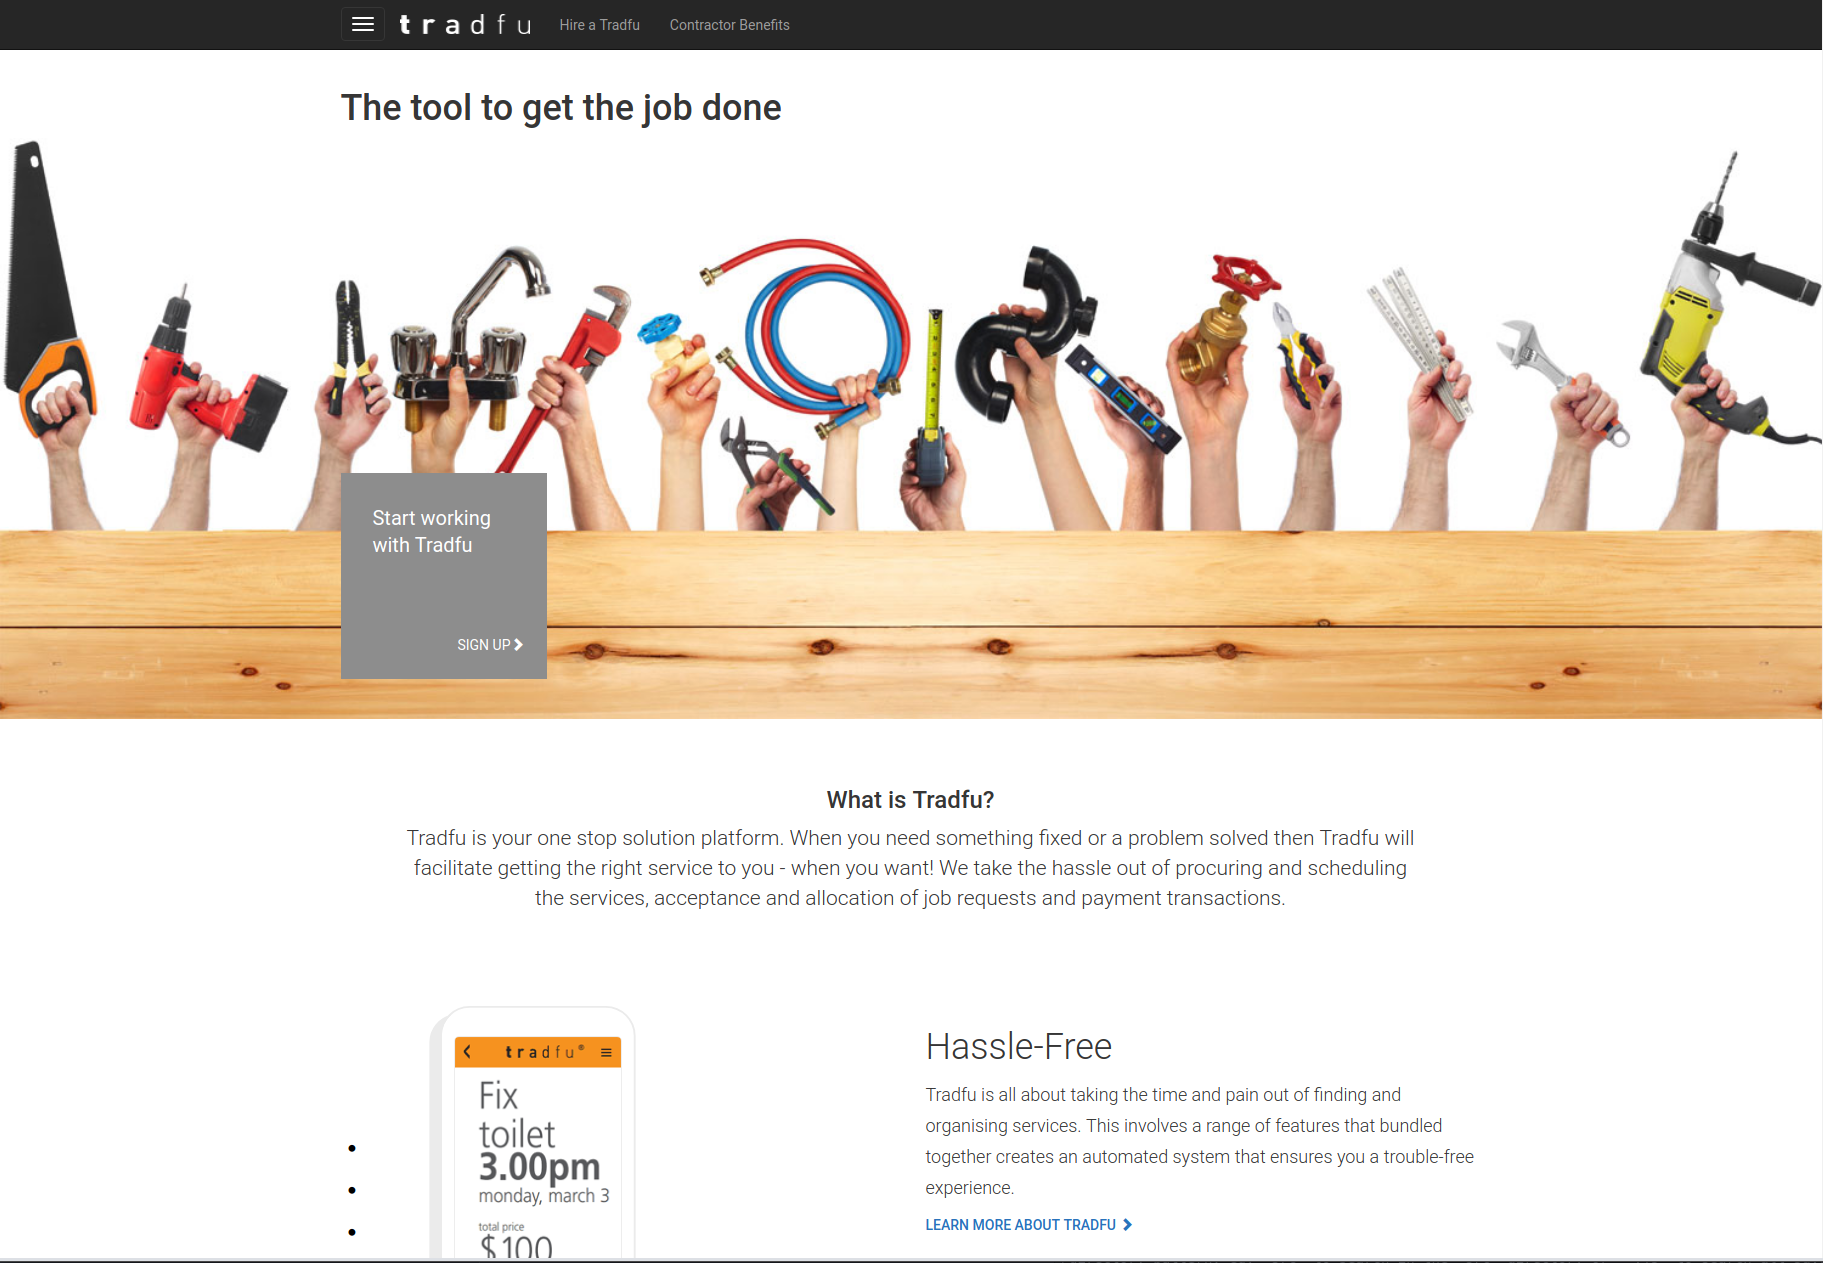 tradfu
Hire a Tradfu
Contractor Benefits
The tool to get the job done
Start working
with Tradfu
SIGN UP
What is Tradfu?
Tradfu is your one stop solution platform. When you need something fixed or a problem solved then Tradfu will
facilitate getting the right service to you - when you want! We take the hassle out of procuring and scheduling
the services, acceptance and allocation of job requests and payment transactions.
tradfu®
Fix
toilet
3.00pm
monday, march 3
total price
$100
Hassle-Free
Tradfu is all about taking the time and pain out of finding and
organising services. This involves a range of features that bundled
together creates an automated system that ensures you a trouble-free
experience.
LEARN MORE ABOUT TRADFU